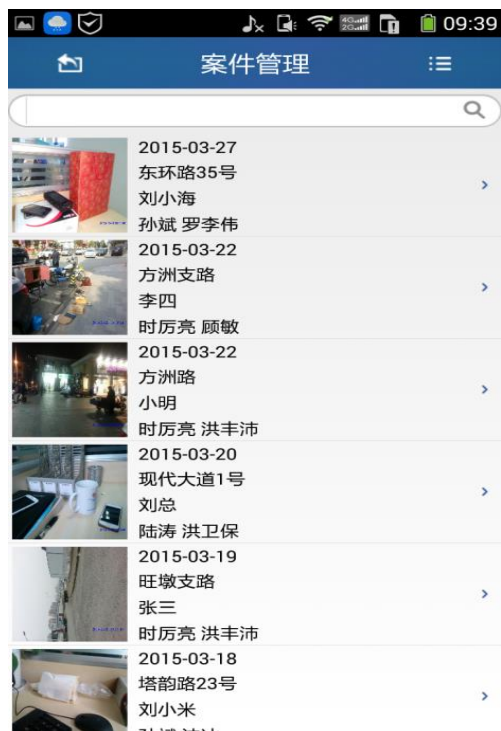 4G 2G 09:39
案件管理
2015-03-27
东环路35号
刘小海
孙斌 罗李伟
2015-03-22
方洲支路
李四
时厉亮 顾敏
2015-03-22
方洲路
小明
时厉亮 洪丰沛
2015-03-20
现代大道1号
刘总
陆涛 洪卫保
2015-03-19
旺墩支路
张三
时厉亮 洪丰沛
2015-03-18
塔韵路23号
刘小米